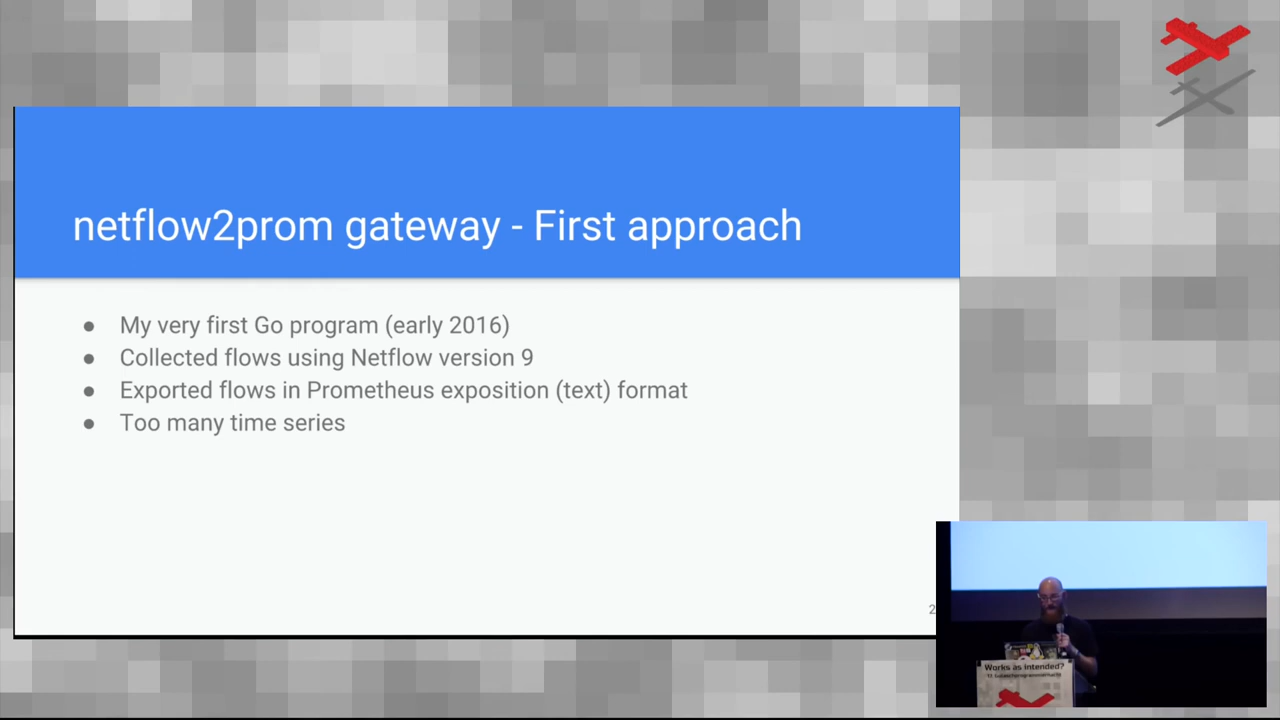 netflow2prom gateway - First approach
● My very first Go program (early 2016)
● Collected flows using Netflow version 9
● Exported flows in Prometheus exposition (text) format
● Too many time series
2
Works as intended?